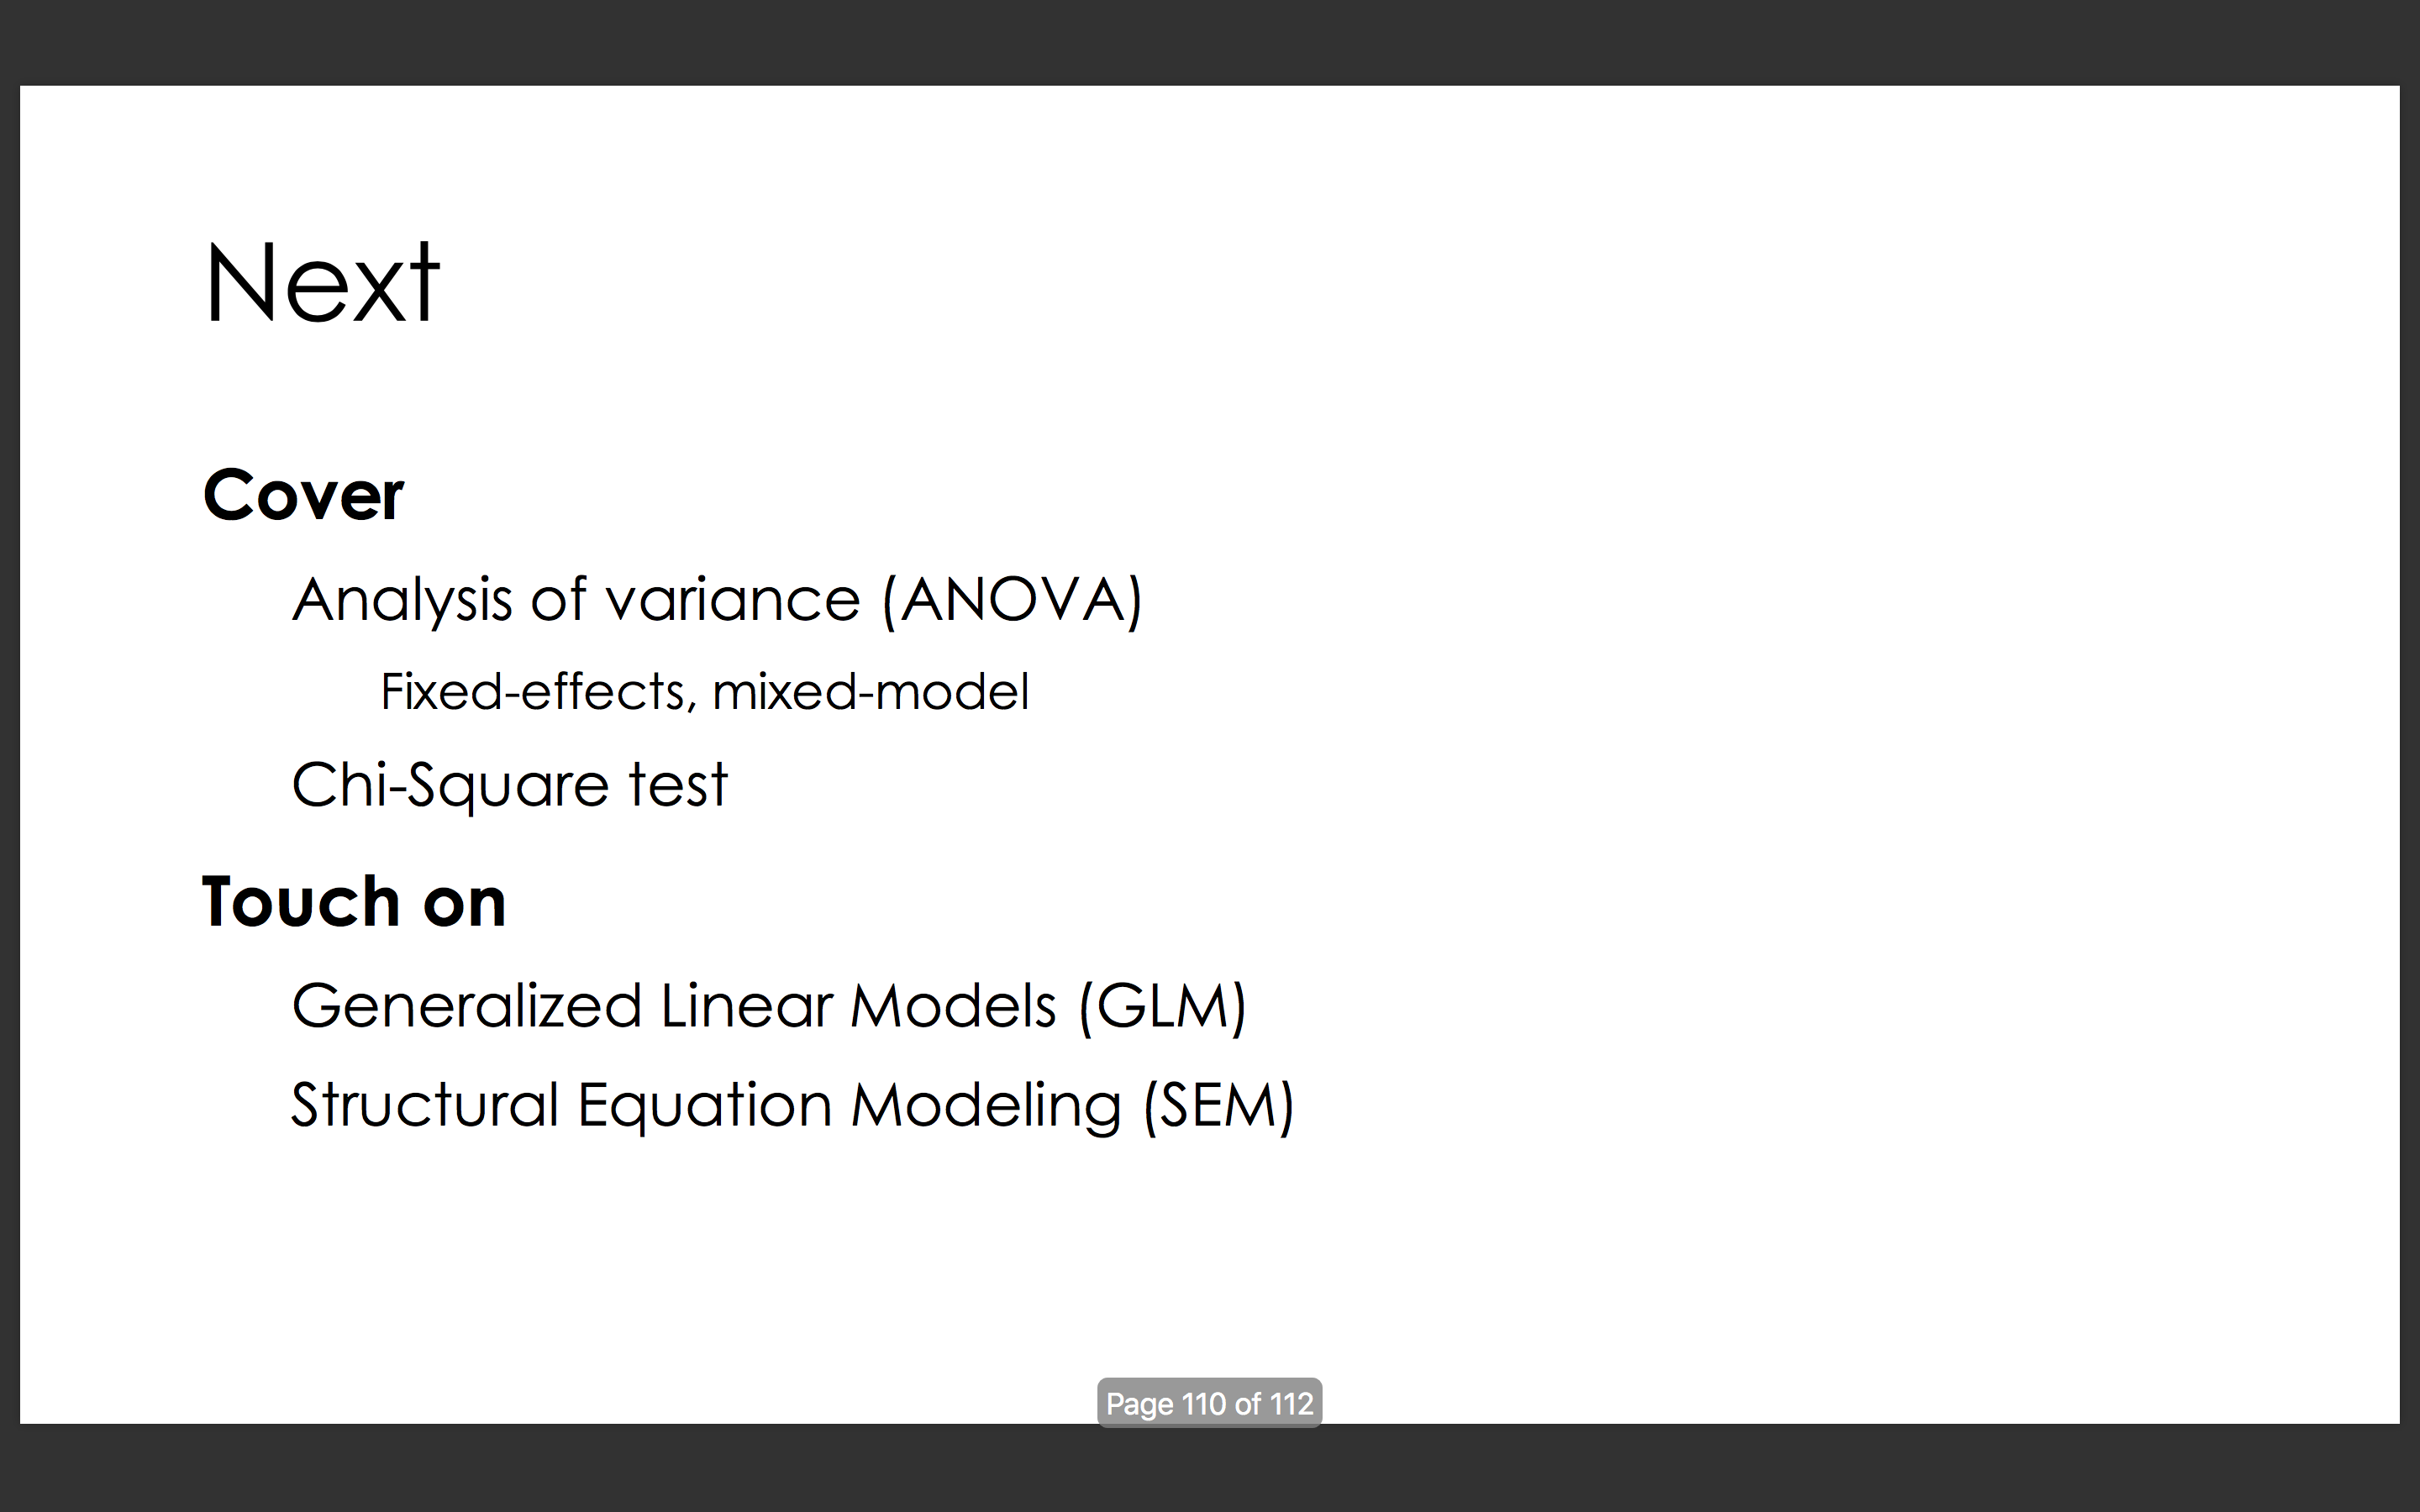 Next
Cover
Analysis of variance (ANOVA)
Fixed-effects, mixed-model
Chi-Square test
Touch on
Generalized Linear Models (GLM)
Structural Equation Modeling (SEM)
Page 110 of 112